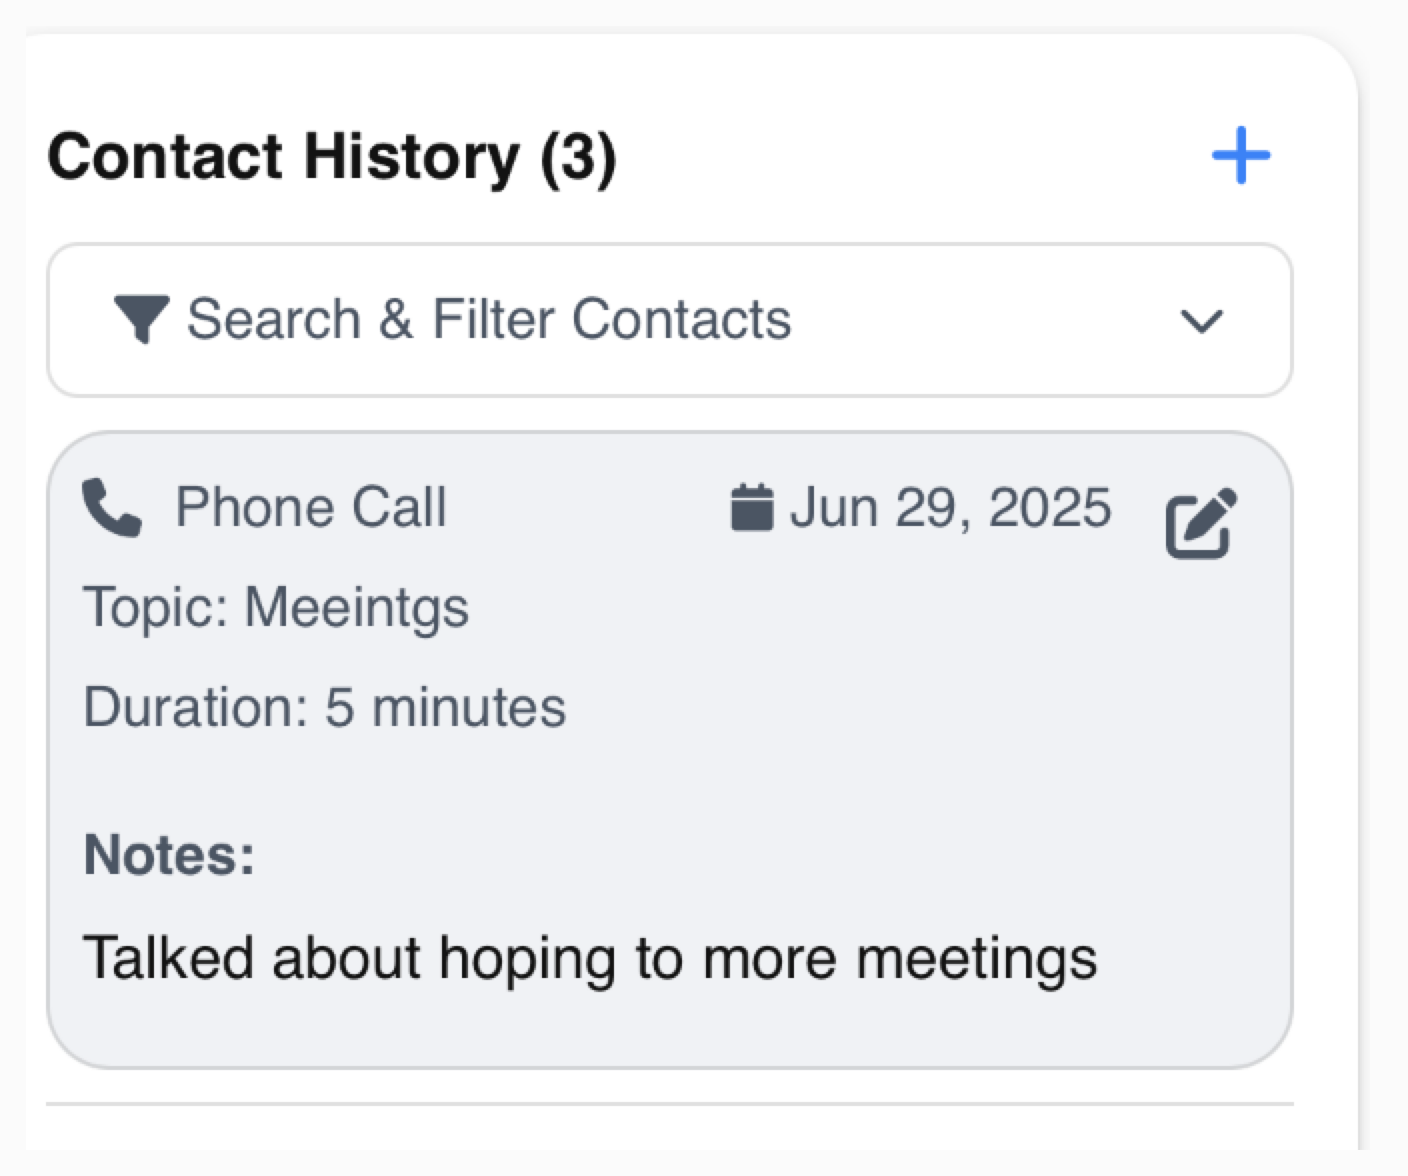 Contact History (3)
Search & Filter Contacts
Phone Call Jun 29, 2025
Topic: Meeintgs
Duration: 5 minutes
Notes:
Talked about hoping to more meetings